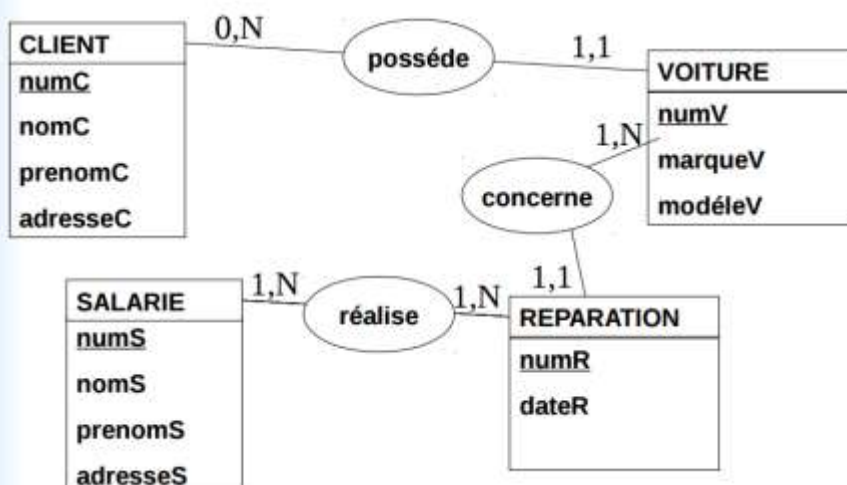 CLIENT
numC
nomC
prenomC
adresseC
0,N
posséde
1,1
VOITURE
numV
marqueV
modéleV
1,N
concerne
1,1
SALARIE
numS
nomS
prenomS
adresseS
1,N
réalise
1,N
REPARATION
numR
dateR